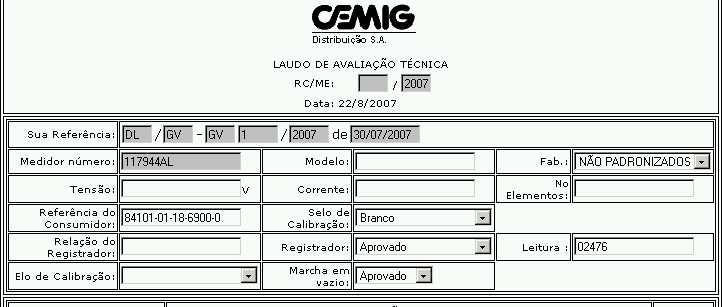 CEMIG
Distribuição S.A.
LAUDO DE AVALIAÇÃO TÉCNICA
RC/ME: / 2007
Data: 22/8/2007
Sua Referência: DL / GV - GV 1 / 2007 de 30/07/2007
Medidor número: 117944AL Modelo: Fab.: NÃO PADRONIZADOS
Tensão: V Corrente: No Elementos:
Referência do Consumidor: 84101-01-18-6900-0 Selo de Calibração: Branco
Relação do Registrador: Registrador: Aprovado Leitura : 02476
Elo de Calibração: Marcha em vazio: Aprovado